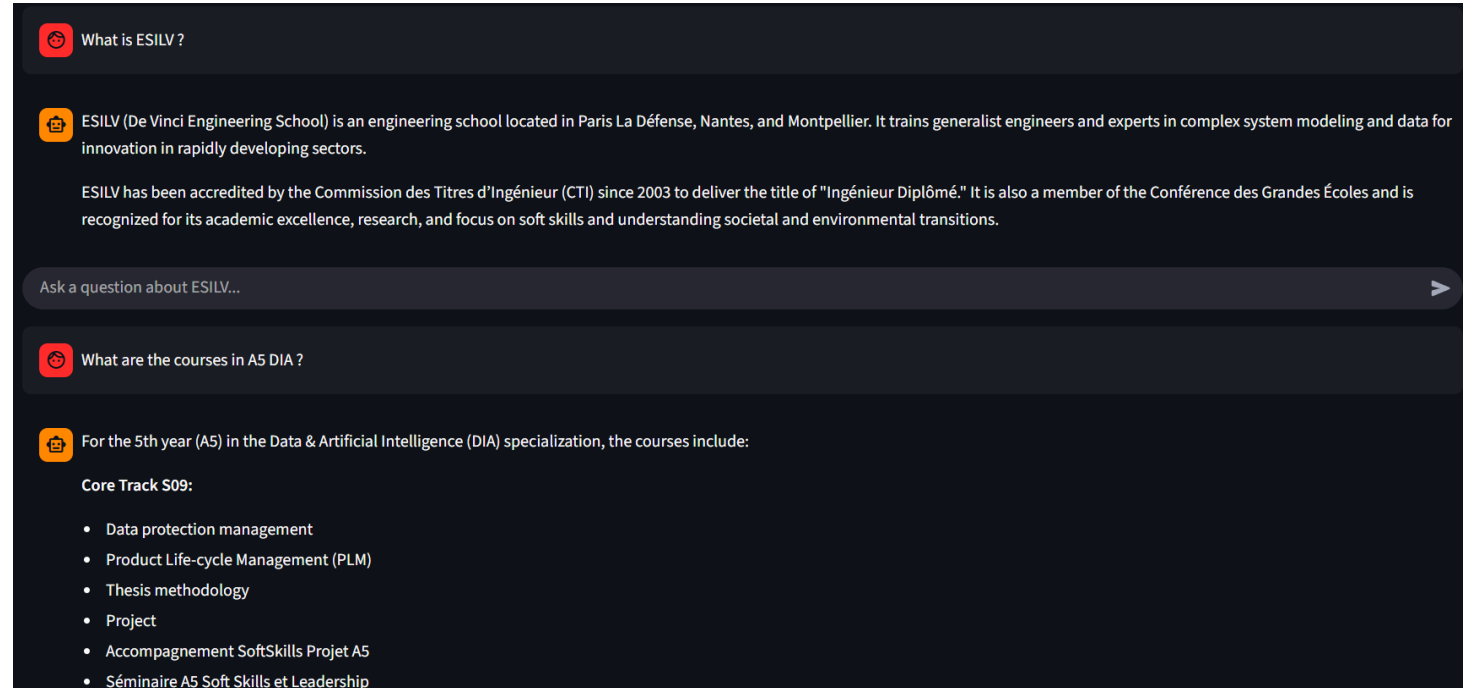 What is ESILV ?
ESILV (De Vinci Engineering School) is an engineering school located in Paris La Défense, Nantes, and Montpellier. It trains generalist engineers and experts in complex system modeling and data for
innovation in rapidly developing sectors.
ESILV has been accredited by the Commission des Titres d’Ingénieur (CTI) since 2003 to deliver the title of "Ingénieur Diplômé." It is also a member of the Conférence des Grandes Écoles and is
recognized for its academic excellence, research, and focus on soft skills and understanding societal and environmental transitions.
Ask a question about ESILV...
What are the courses in A5 DIA ?
For the 5th year (A5) in the Data & Artificial Intelligence (DIA) specialization, the courses include:
Core Track S09:
• Data protection management
• Product Life-cycle Management (PLM)
• Thesis methodology
• Project
• Accompagnement SoftSkills Projet A5
• Séminaire A5 Soft Skills et Leadership